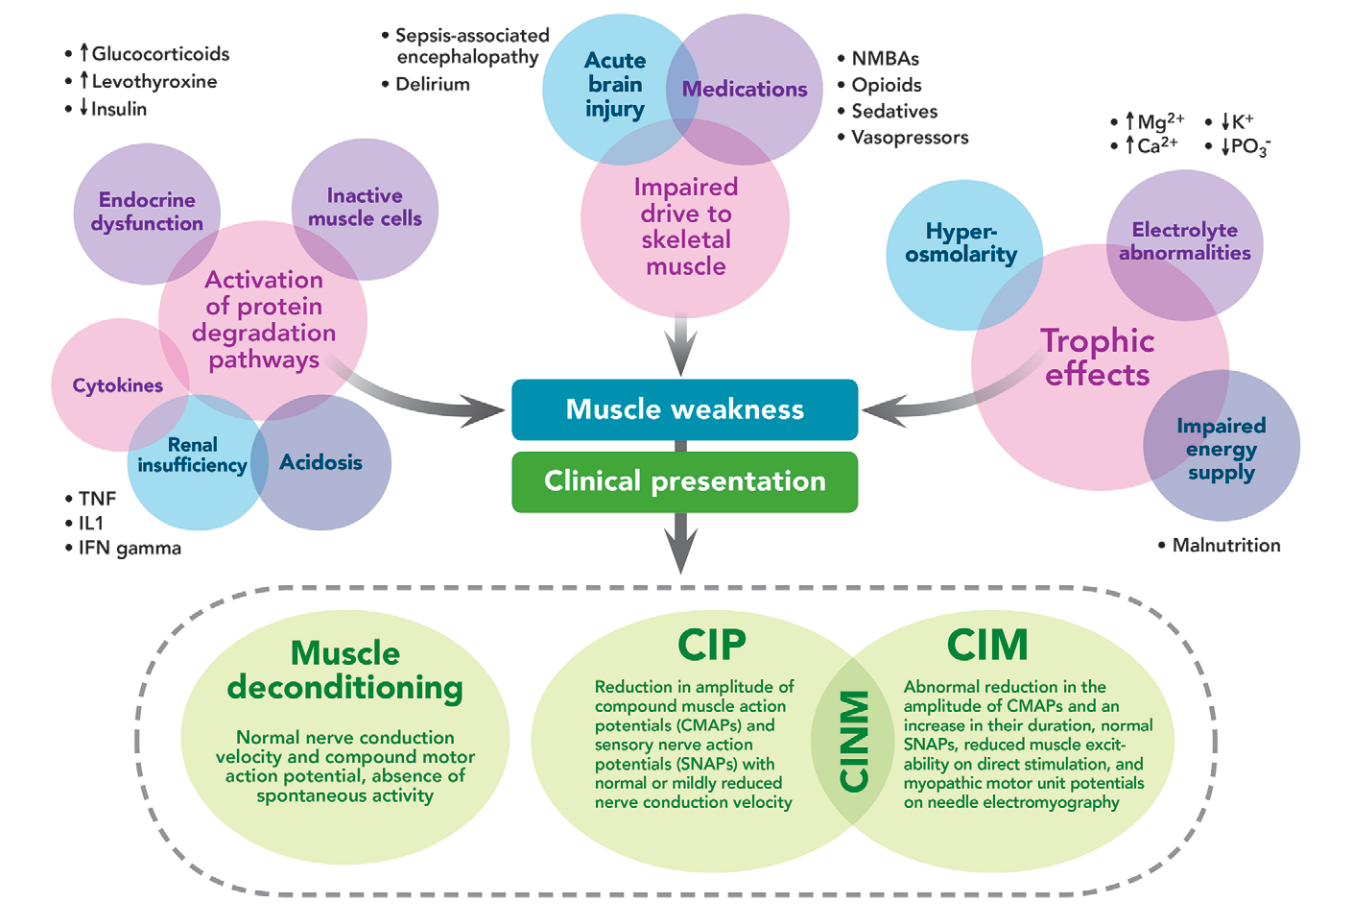 • ↑Glucocorticoids
• ↑Levothyroxine
• ↓Insulin
Endocrine
dysfunction
Inactive
muscle cells
Activation
of protein
degradation
pathways
Cytokines
Renal
insufficiency
Acidosis
• TNF
• IL1
• IFN gamma
• Sepsis-associated
encephalopathy
• Delirium
Acute
brain
injury
Medications
• NMBAs
• Opioids
• Sedatives
• Vasopressors
Impaired
drive to
skeletal
muscle
• ↑Mg²⁺ • ↓K⁺
• ↑Ca²⁺ • ↓PO₃⁻
Hyper-
osmolarity
Electrolyte
abnormalities
Trophic
effects
Impaired
energy
supply
• Malnutrition
Muscle weakness
Clinical presentation
Muscle
deconditioning
Normal nerve conduction
velocity and compound motor
action potential, absence of
spontaneous activity
CIP
Reduction in amplitude of
compound muscle action
potentials (CMAPs) and
sensory nerve action
potentials (SNAPs) with
normal or mildly reduced
nerve conduction velocity
CINM
CIM
Abnormal reduction in the
amplitude of CMAPs and an
increase in their duration, normal
SNAPs, reduced muscle excit-
ability on direct stimulation, and
myopathic motor unit potentials
on needle electromyography